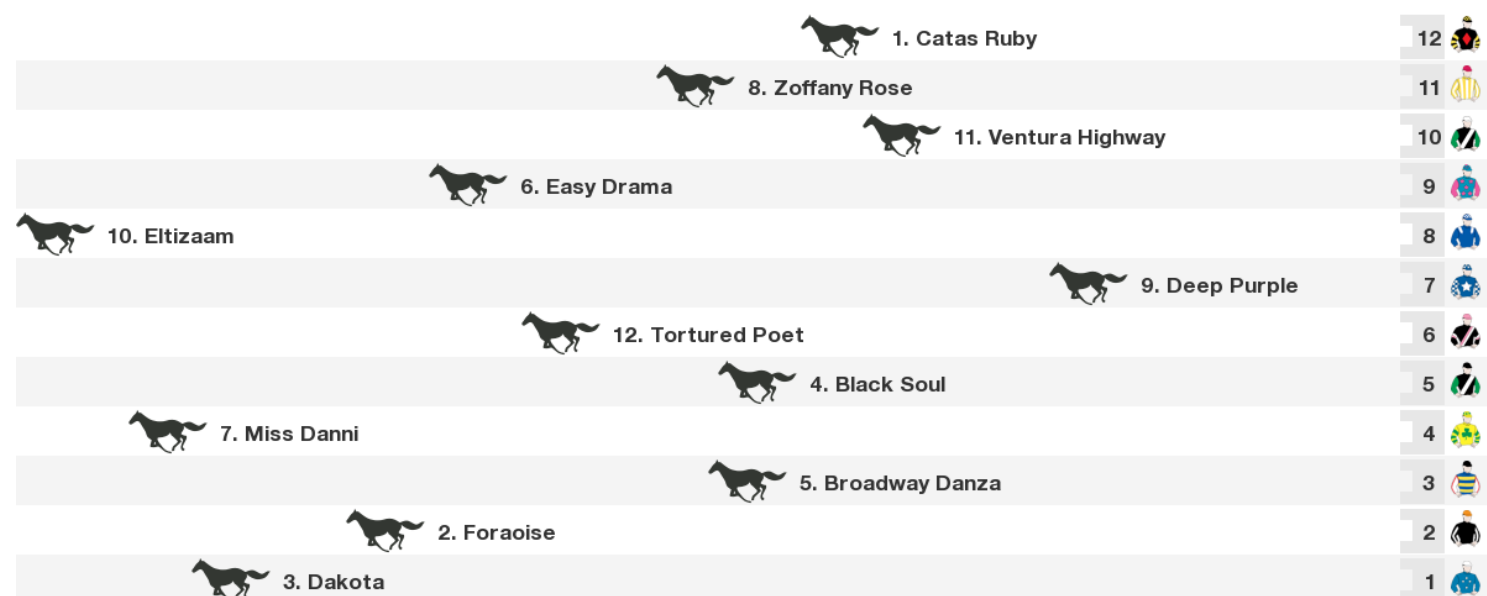 1. Catas Ruby 12
8. Zoffany Rose 11
11. Ventura Highway 10
6. Easy Drama 9
10. Eltizaam 8
9. Deep Purple 7
12. Tortured Poet 6
4. Black Soul 5
7. Miss Danni 4
5. Broadway Danza 3
2. Foraoise 2
3. Dakota 1